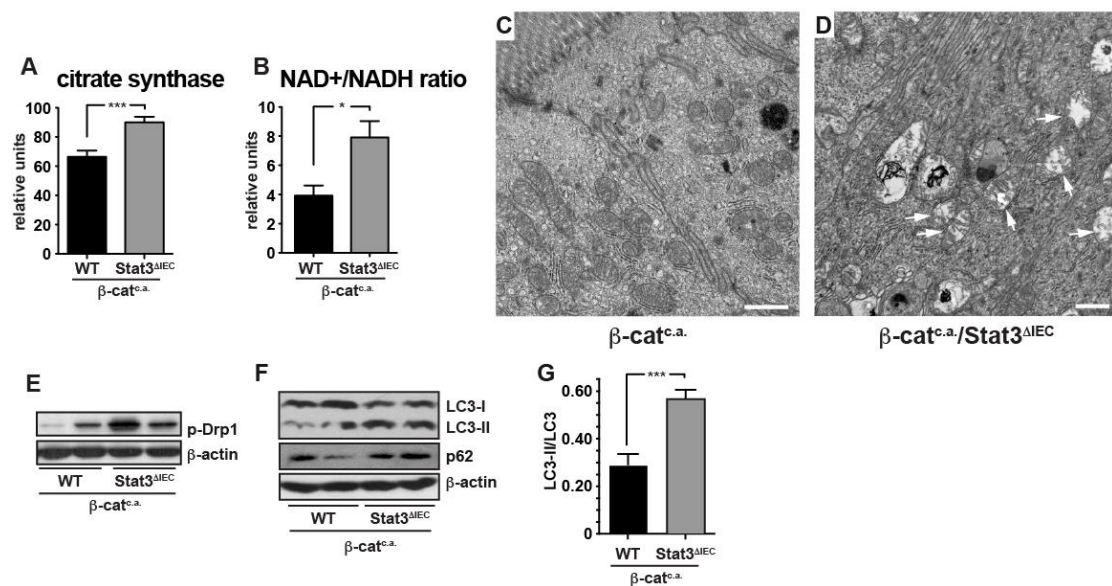 A
citrate synthase
***
100
80
60
40
20
0
relative units
WT Stat3ΔIEC
β-catc.a.
B
NAD+/NADH ratio
*
10
8
6
4
2
0
relative units
WT Stat3ΔIEC
β-catc.a.
C
β-catc.a.
D
β-catc.a./Stat3ΔIEC
E
p-Drp1
β-actin
WT Stat3ΔIEC
β-catc.a.
F
LC3-I
LC3-II
p62
β-actin
WT Stat3ΔIEC
β-catc.a.
G
***
0.60
0.40
0.20
0
LC3-II/LC3
WT Stat3ΔIEC
β-catc.a.